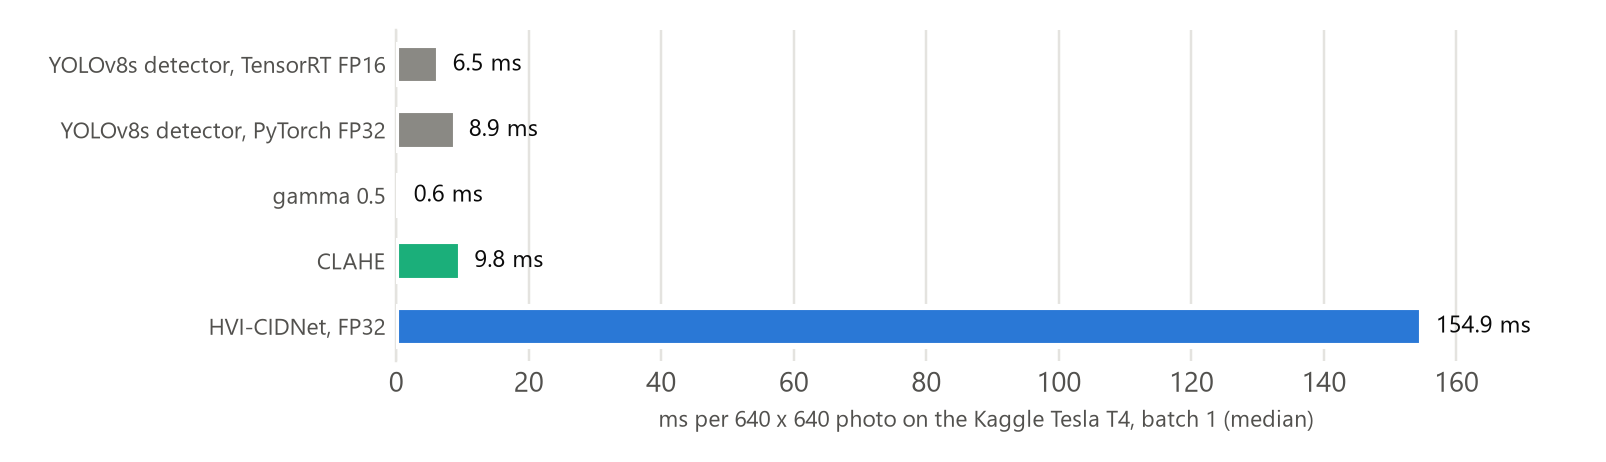 YOLOv8s detector, TensorRT FP16 6.5 ms
YOLOv8s detector, PyTorch FP32 8.9 ms
gamma 0.5 0.6 ms
CLAHE 9.8 ms
HVI-CIDNet, FP32 154.9 ms
0 20 40 60 80 100 120 140 160
ms per 640 x 640 photo on the Kaggle Tesla T4, batch 1 (median)